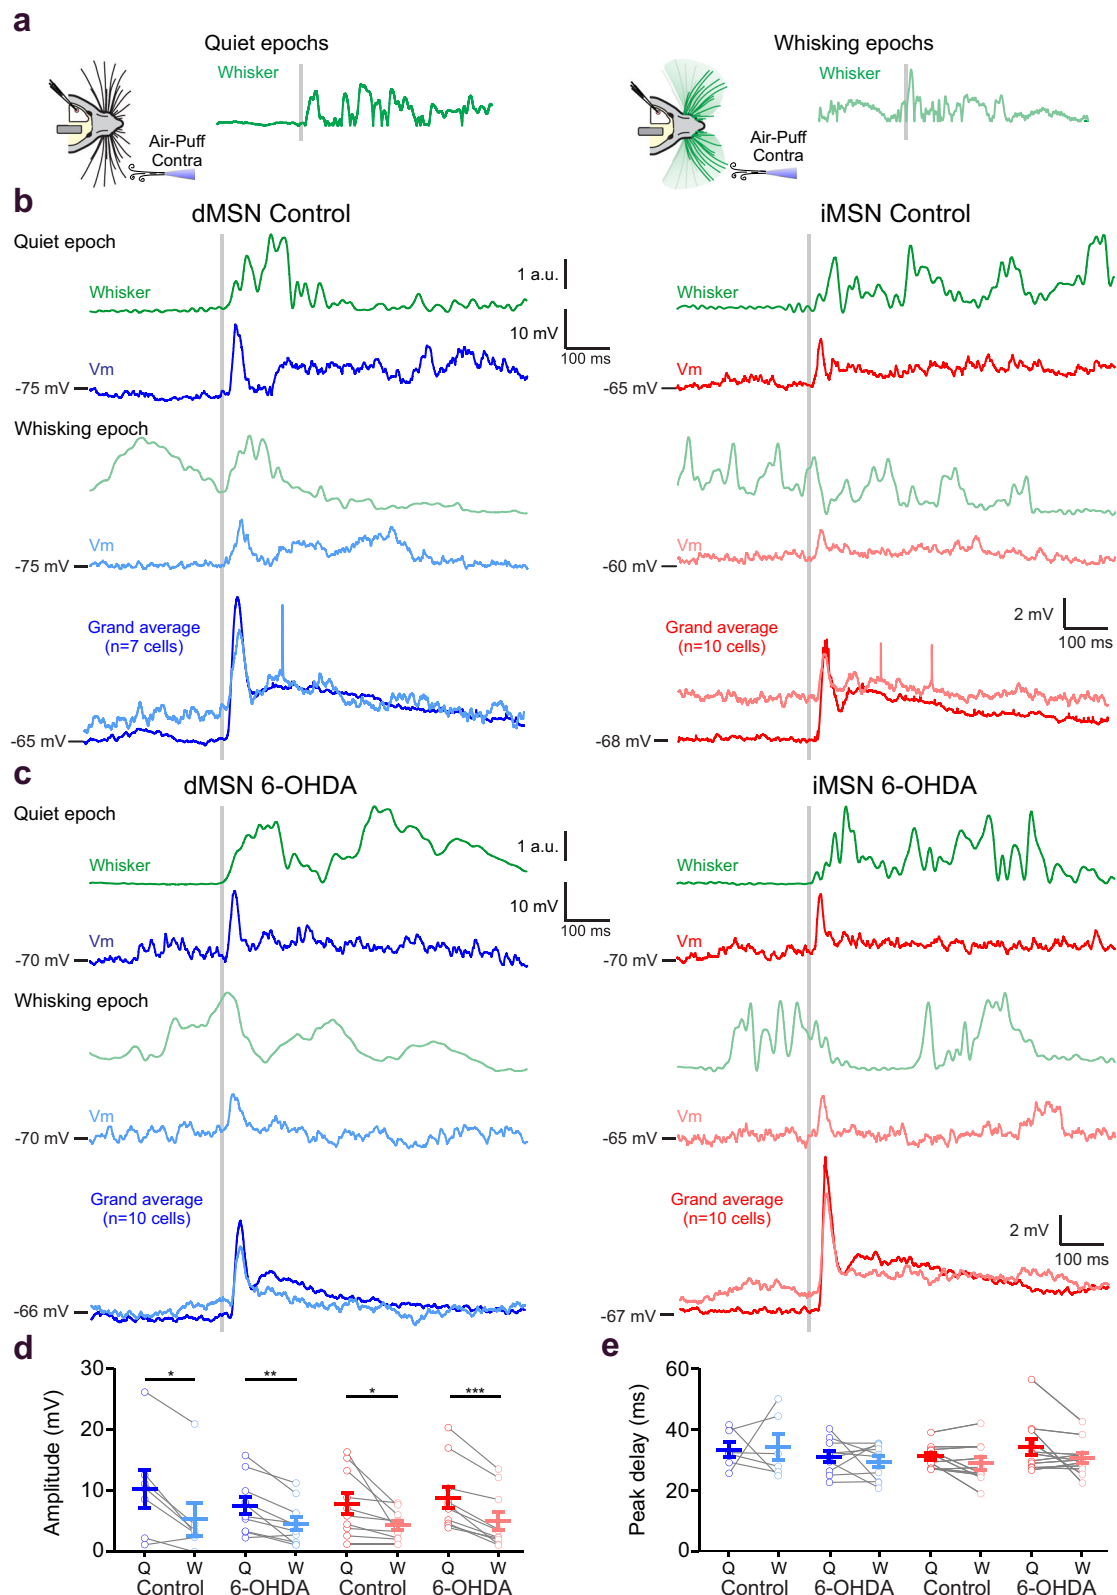 a
Quiet epochs
Whisking epochs
Whisker
Whisker
Air-Puff
Contra
Air-Puff
Contra
b
dMSN Control
iMSN Control
Quiet epoch
1 a.u.
Whisker
Whisker
10 mV
100 ms
Vm
Vm
-75 mV
-65 mV
Whisking epoch
Vm
Vm
-75 mV
-60 mV
Grand average
(n=7 cells)
Grand average
(n=10 cells)
2 mV
100 ms
-65 mV
-68 mV
c
dMSN 6-OHDA
iMSN 6-OHDA
Quiet epoch
1 a.u.
Whisker
Whisker
10 mV
100 ms
Vm
Vm
-70 mV
-70 mV
Whisking epoch
Vm
Vm
-70 mV
-65 mV
Grand average
(n=10 cells)
Grand average
(n=10 cells)
2 mV
100 ms
-66 mV
-67 mV
d
Amplitude (mV)
30
20
10
0
* ** * ***
Q W Q W Q W Q W
Control 6-OHDA Control 6-OHDA
e
Peak delay (ms)
60
40
20
0
Q W Q W Q W Q W
Control 6-OHDA Control 6-OHDA